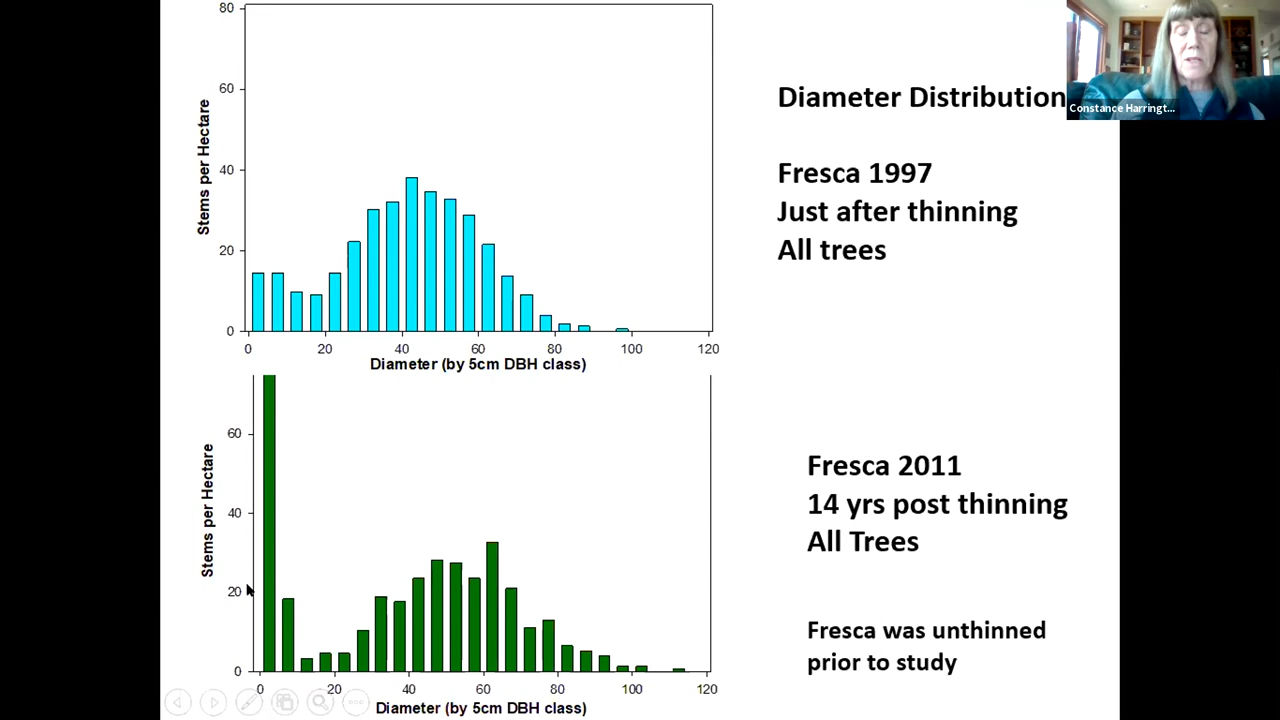 80
60
40
20
0
Stems per Hectare
0 20 40 60 80 100 120
Diameter (by 5cm DBH class)
Diameter Distribution
Constance Harringt...
Fresca 1997
Just after thinning
All trees
60
40
20
0
Stems per Hectare
0 20 40 60 80 100 120
Diameter (by 5cm DBH class)
Fresca 2011
14 yrs post thinning
All Trees
Fresca was unthinned
prior to study